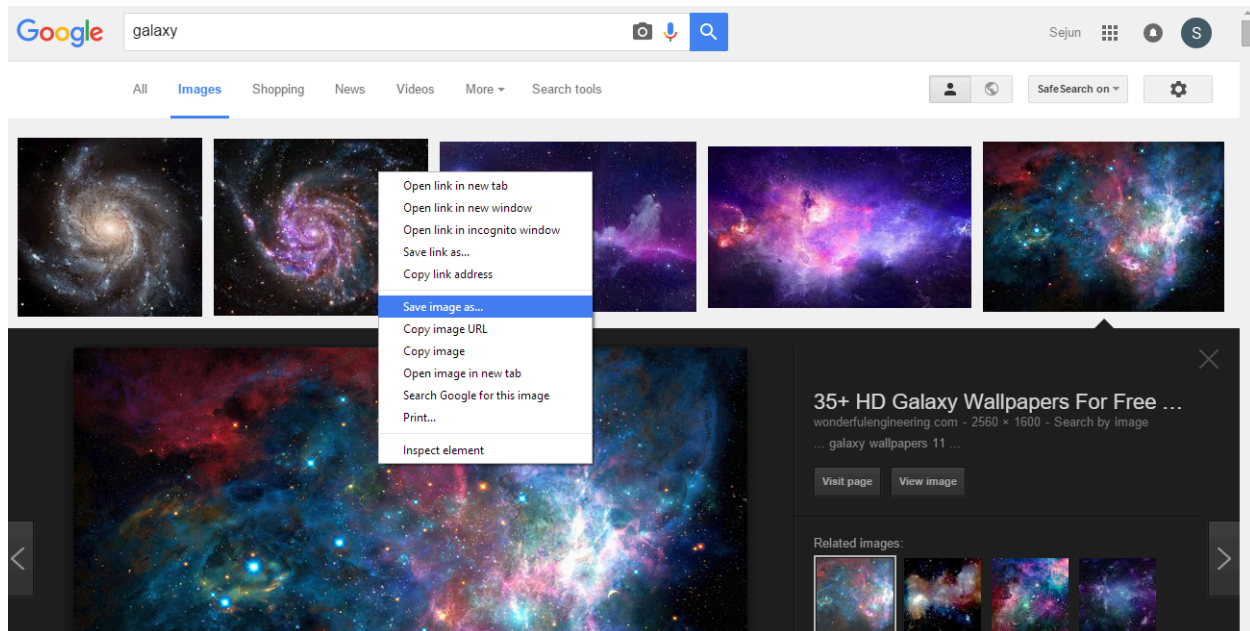 Google galaxy Sejun S
All Images Shopping News Videos More Search tools SafeSearch on
Open link in new tab
Open link in new window
Open link in incognito window
Save link as...
Copy link address
Save image as...
Copy image URL
Copy image
Open image in new tab
Search Google for this image
Print...
Inspect element
35+ HD Galaxy Wallpapers For Free ...
wonderfulengineering.com - 2560 × 1600 - Search by image
... galaxy wallpapers 11 ...
Visit page View image
Related images: